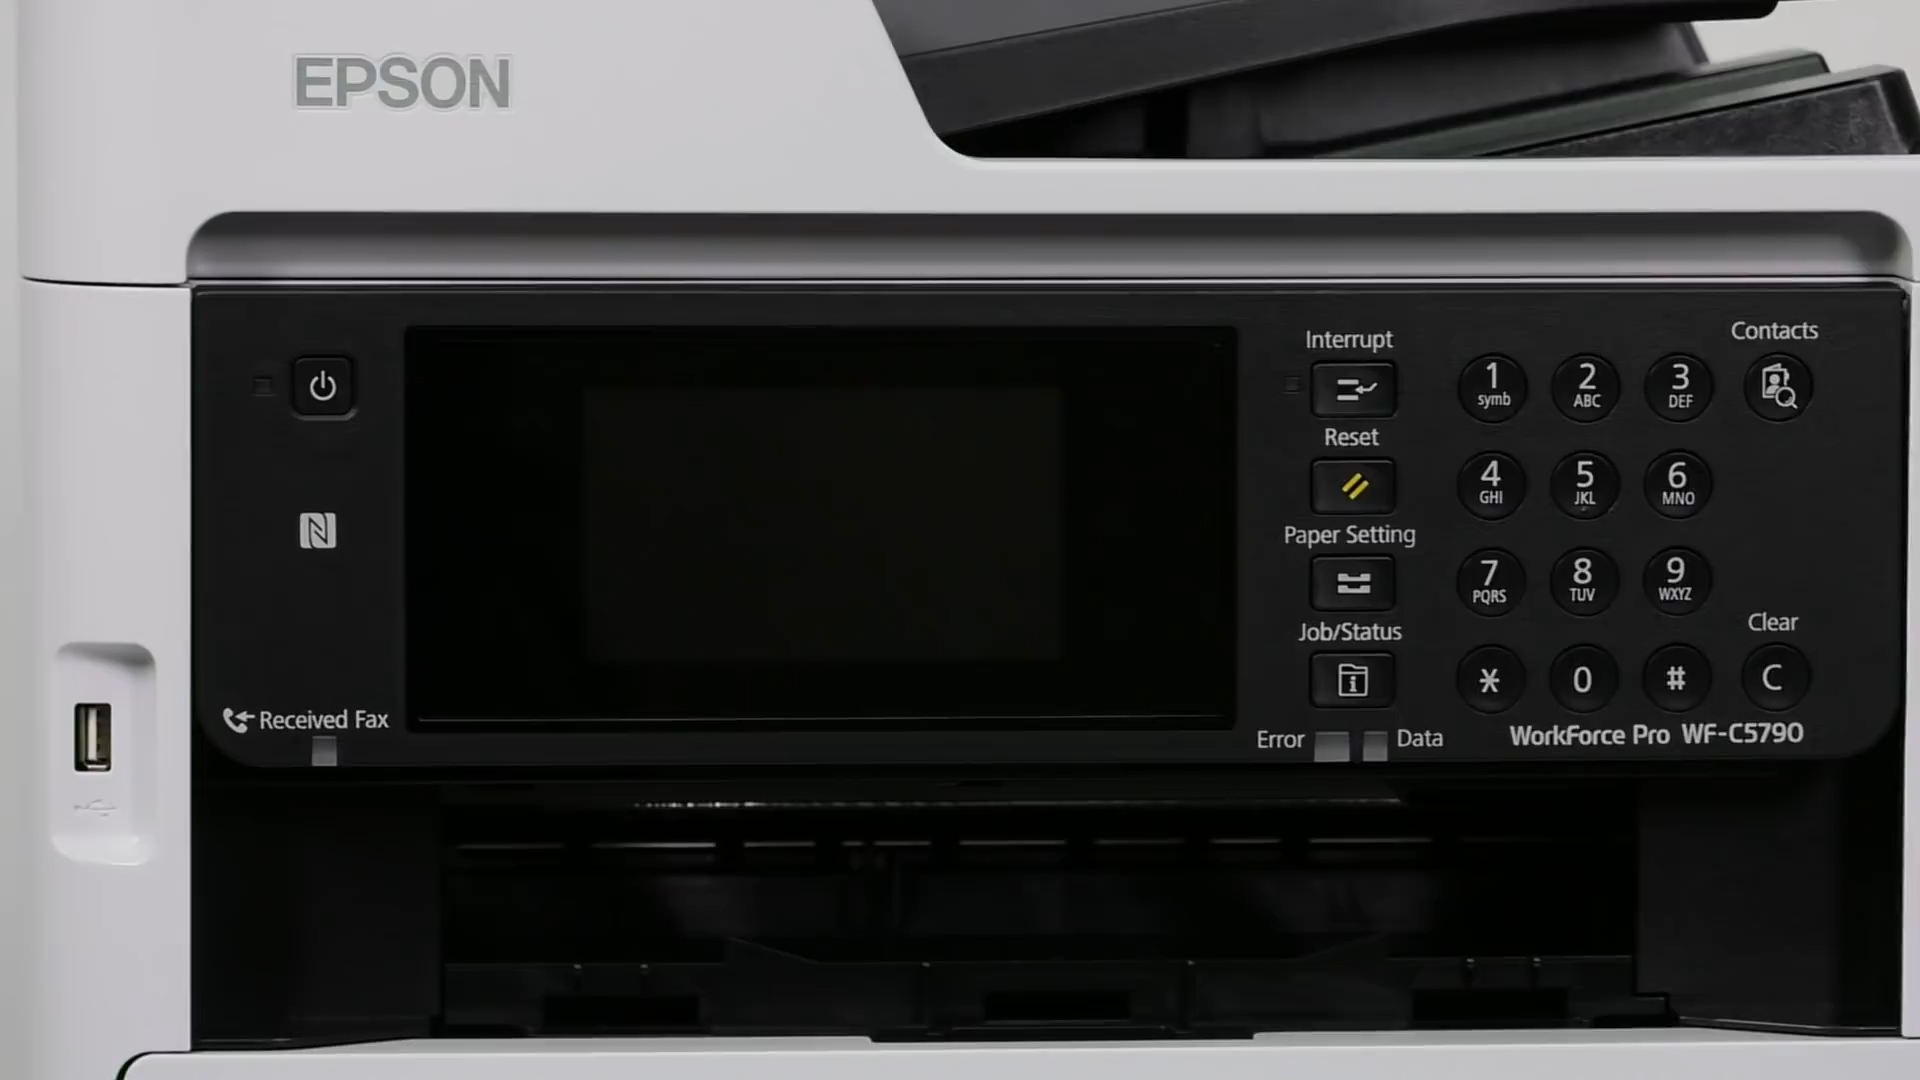 EPSON
Interrupt
Contacts
1 symb
2 ABC
3 DEF
Reset
4 GHI
5 JKL
6 MNO
Paper Setting
7 PQRS
8 TUV
9 WXYZ
Job/Status
Clear
* 0 # C
Received Fax
Error
Data
WorkForce Pro WF-C5790